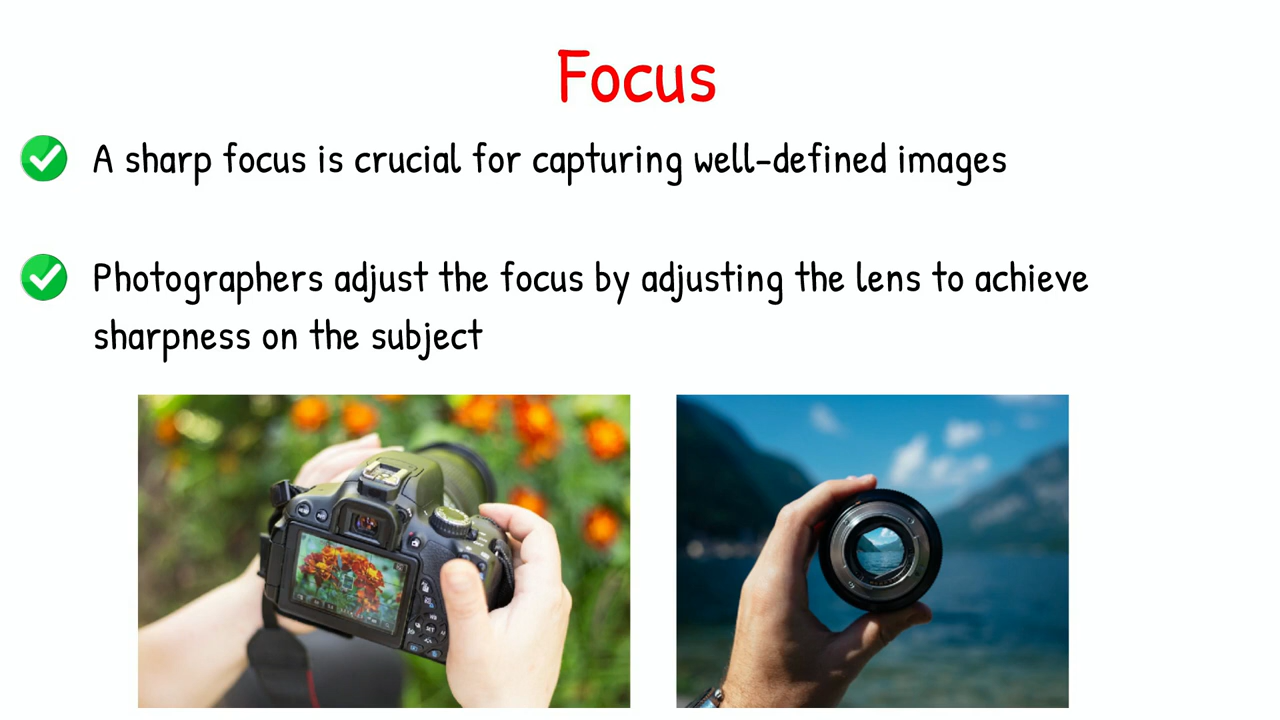 Focus
A sharp focus is crucial for capturing well-defined images
Photographers adjust the focus by adjusting the lens to achieve
sharpness on the subject